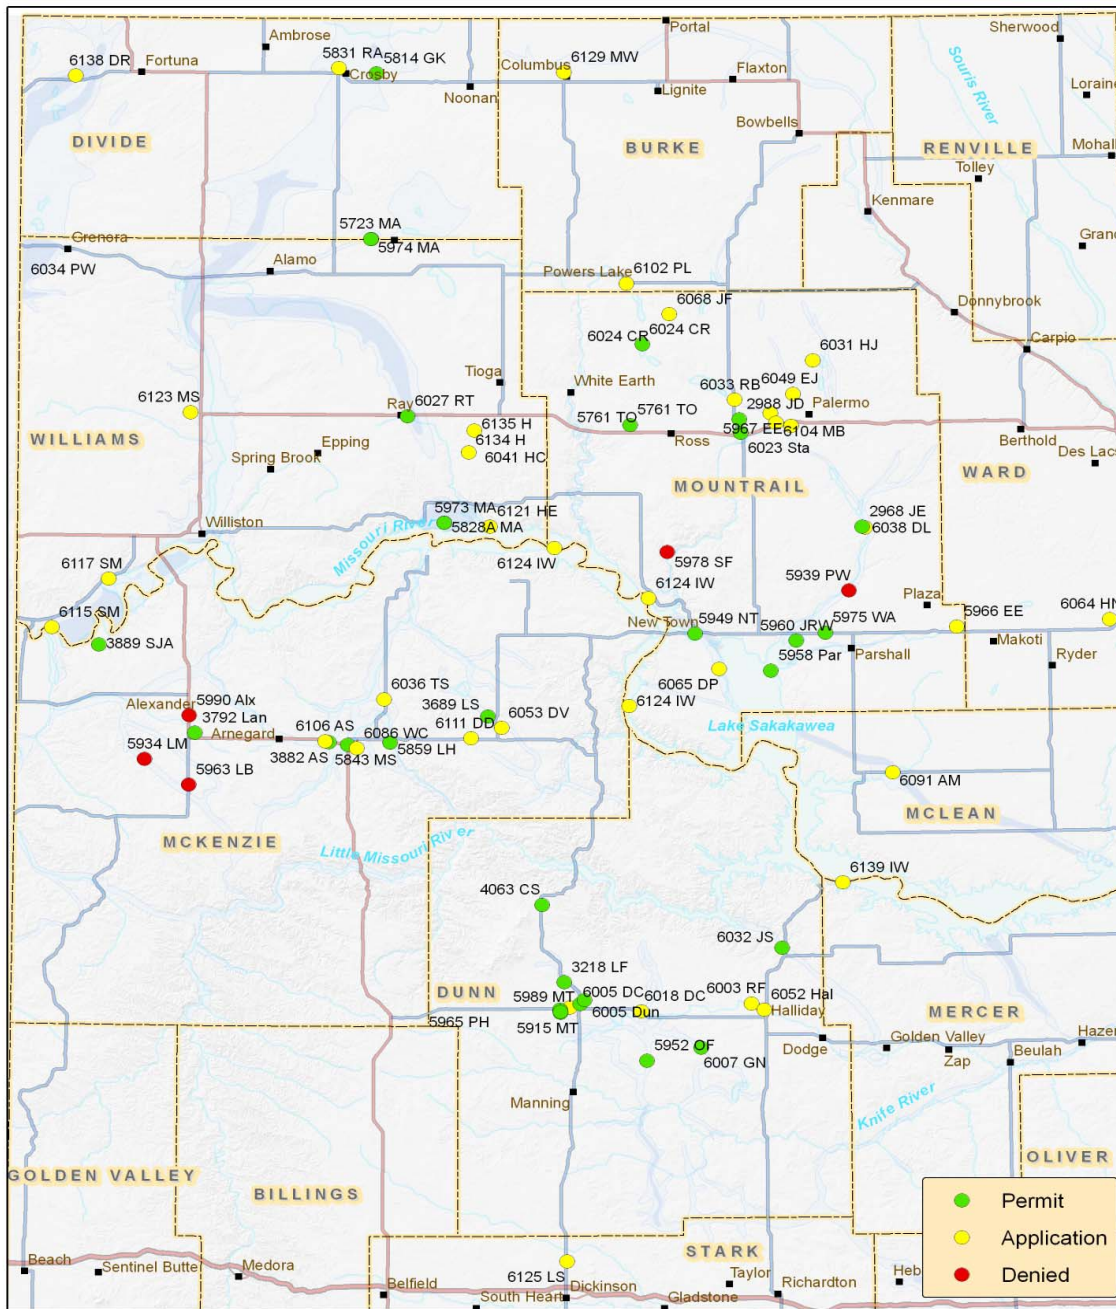 Portal
Sherwood
Ambrose
6138 DR
Fortuna
5831 RA
5814 GK
Crosby
Columbus
6129 MW
Flaxton
Souris River
Noonan
Lignite
Loraine
DIVIDE
BURKE
Bowbells
RENVILLE
Mohall
Tolley
Kenmare
5723 MA
5974 MA
Grenora
Grano
6034 PW
Alamo
Powers Lake
6102 PL
6068 JF
Donnybrook
6024 CR
6024 CR
Carpio
6031 HJ
Tioga
White Earth
6033 RB
6049 EJ
6123 MS
Ray
6027 RT
5761 TO
5761 TO
2988 JD
Palermo
WILLIAMS
6135 H
5967 EE
6104 MB
Epping
6134 H
Ross
6023 Sta
Berthold
Spring Brook
6041 HC
WARD
Des Lacs
MOUNTRAIL
Williston
Missouri River
5973 MA
6121 HE
5828A MA
2968 JE
6038 DL
6124 IW
5978 SF
6117 SM
5939 PW
6124 IW
Plaza
6115 SM
New Town
5949 NT
5960 JRW
5975 WA
5966 EE
6064 HN
3889 SJA
5958 Par
Parshall
Makoti
Ryder
6065 DP
6036 TS
Alexander
5990 Alx
3689 LS
6053 DV
6124 IW
3792 Lan
6111 DD
Lake Sakakawea
Arnegard
6106 AS
6086 WC
5934 LM
3882 AS
5843 MS
5859 LH
5963 LB
6091 AM
MCLEAN
MCKENZIE
Little Missouri River
6139 IW
4063 CS
6032 JS
3218 LF
DUNN
5989 MT
6005 DC
6018 DC
6003 RF
6052 Hal
6005 Dun
Halliday
5965 PH
5915 MT
MERCER
Dodge
Golden Valley
Hazen
5952 OF
Zap
Beulah
6007 GN
Manning
Knife River
OLIVER
GOLDEN VALLEY
BILLINGS
Permit
Application
Denied
STARK
Beach
Sentinel Buttel
Medora
6125 LS
Dickinson
Taylor
Richardton
Heb
Belfield
South Heart
Gladstone